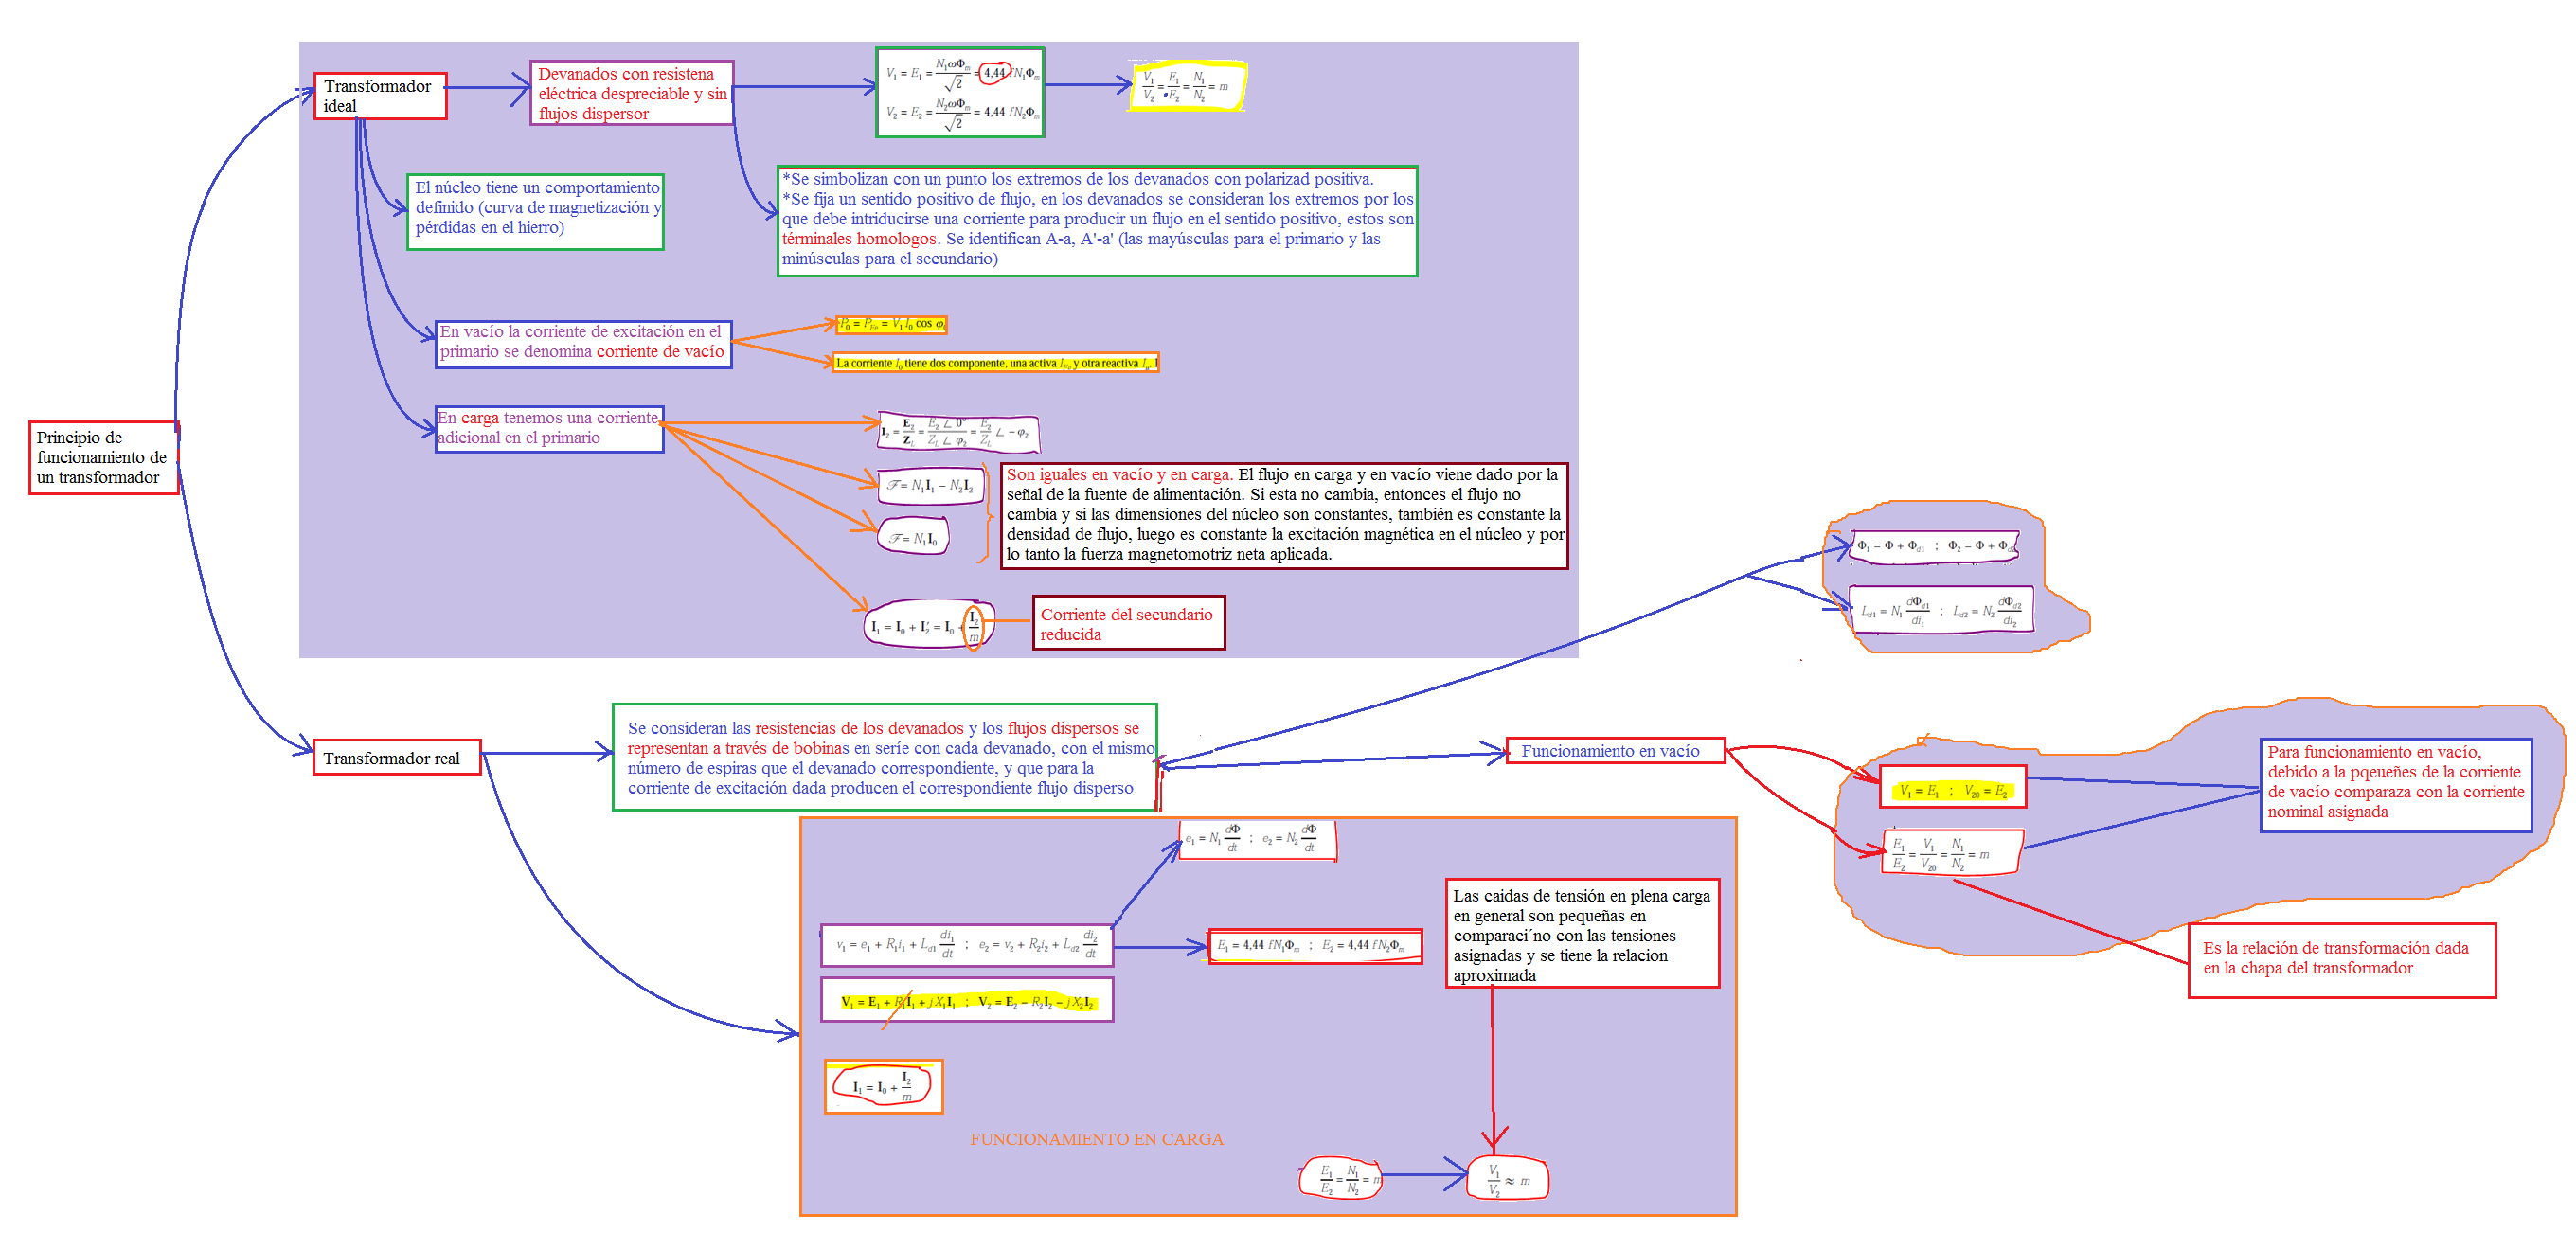 Principio de
funcionamiento de
un transformador
Transformador
ideal
Devanados con resistena
eléctrica despreciable y sin
flujos dispersor
V₁ = E₁ = N₁ωΦₘ/√2 = 4,44 fN₁Φₘ
V₂ = E₂ = N₂ωΦₘ/√2 = 4,44 fN₂Φₘ
V₁/V₂ = E₁/E₂ = N₁/N₂ = m
El núcleo tiene un comportamiento
definido (curva de magnetización y
pérdidas en el hierro)
*Se simbolizan con un punto los extremos de los devanados con polarizad positiva.
*Se fija un sentido positivo de flujo, en los devanados se consideran los extremos por los
que debe intriducirse una corriente para producir un flujo en el sentido positivo, estos son
términales homologos. Se identifican A-a, A'-a' (las mayúsculas para el primario y las
minúsculas para el secundario)
En vacío la corriente de excitación en el
primario se denomina corriente de vacío
P₀ = P_Fe = V₁ I₀ cos φ₀
La corriente I₀ tiene dos componente, una activa I_Fe y otra reactiva I_μ.
En carga tenemos una corriente
adicional en el primario
I₂ = E₂/Z_L = E₂ ∠ 0°/Z_L ∠ φ₂ = E₂/Z_L ∠ − φ₂
ℱ = N₁I₁ − N₂I₂
ℱ = N₁I₀
Son iguales en vacío y en carga. El flujo en carga y en vacío viene dado por la
señal de la fuente de alimentación. Si esta no cambia, entonces el flujo no
cambia y si las dimensiones del núcleo son constantes, también es constante la
densidad de flujo, luego es constante la excitación magnética en el núcleo y por
lo tanto la fuerza magnetomotriz neta aplicada.
I₁ = I₀ + I₂′ = I₀ + I₂/m
Corriente del secundario
reducida
Φ₁ = Φ + Φ_d1 ; Φ₂ = Φ + Φ_d2
L_d1 = N₁ dΦ_d1/di₁ ; L_d2 = N₂ dΦ_d2/di₂
Transformador real
Se consideran las resistencias de los devanados y los flujos dispersos se
representan a través de bobinas en seríe con cada devanado, con el mismo
número de espiras que el devanado correspondiente, y que para la
corriente de excitación dada producen el correspondiente flujo disperso
Funcionamiento en vacío
V₁ = E₁ ; V₂₀ = E₂
E₁/E₂ = V₁/V₂₀ = N₁/N₂ = m
Para funcionamiento en vacío,
debido a la pqeueñes de la corriente
de vacío comparaza con la corriente
nominal asignada
Es la relación de transformación dada
en la chapa del transformador
e₁ = N₁ dΦ/dt ; e₂ = N₂ dΦ/dt
v₁ = e₁ + R₁i₁ + L_d1 di₁/dt ; e₂ = v₂ + R₂i₂ + L_d2 di₂/dt
E₁ = 4,44 fN₁Φₘ ; E₂ = 4,44 fN₂Φₘ
V₁ = E₁ + R₁I₁ + jX₁I₁ ; V₂ = E₂ − R₂I₂ − jX₂I₂
Las caidas de tensión en plena carga
en general son pequeñas en
comparaci´no con las tensiones
asignadas y se tiene la relacion
aproximada
I₁ = I₀ + I₂/m
FUNCIONAMIENTO EN CARGA
E₁/E₂ = N₁/N₂ = m
V₁/V₂ ≈ m